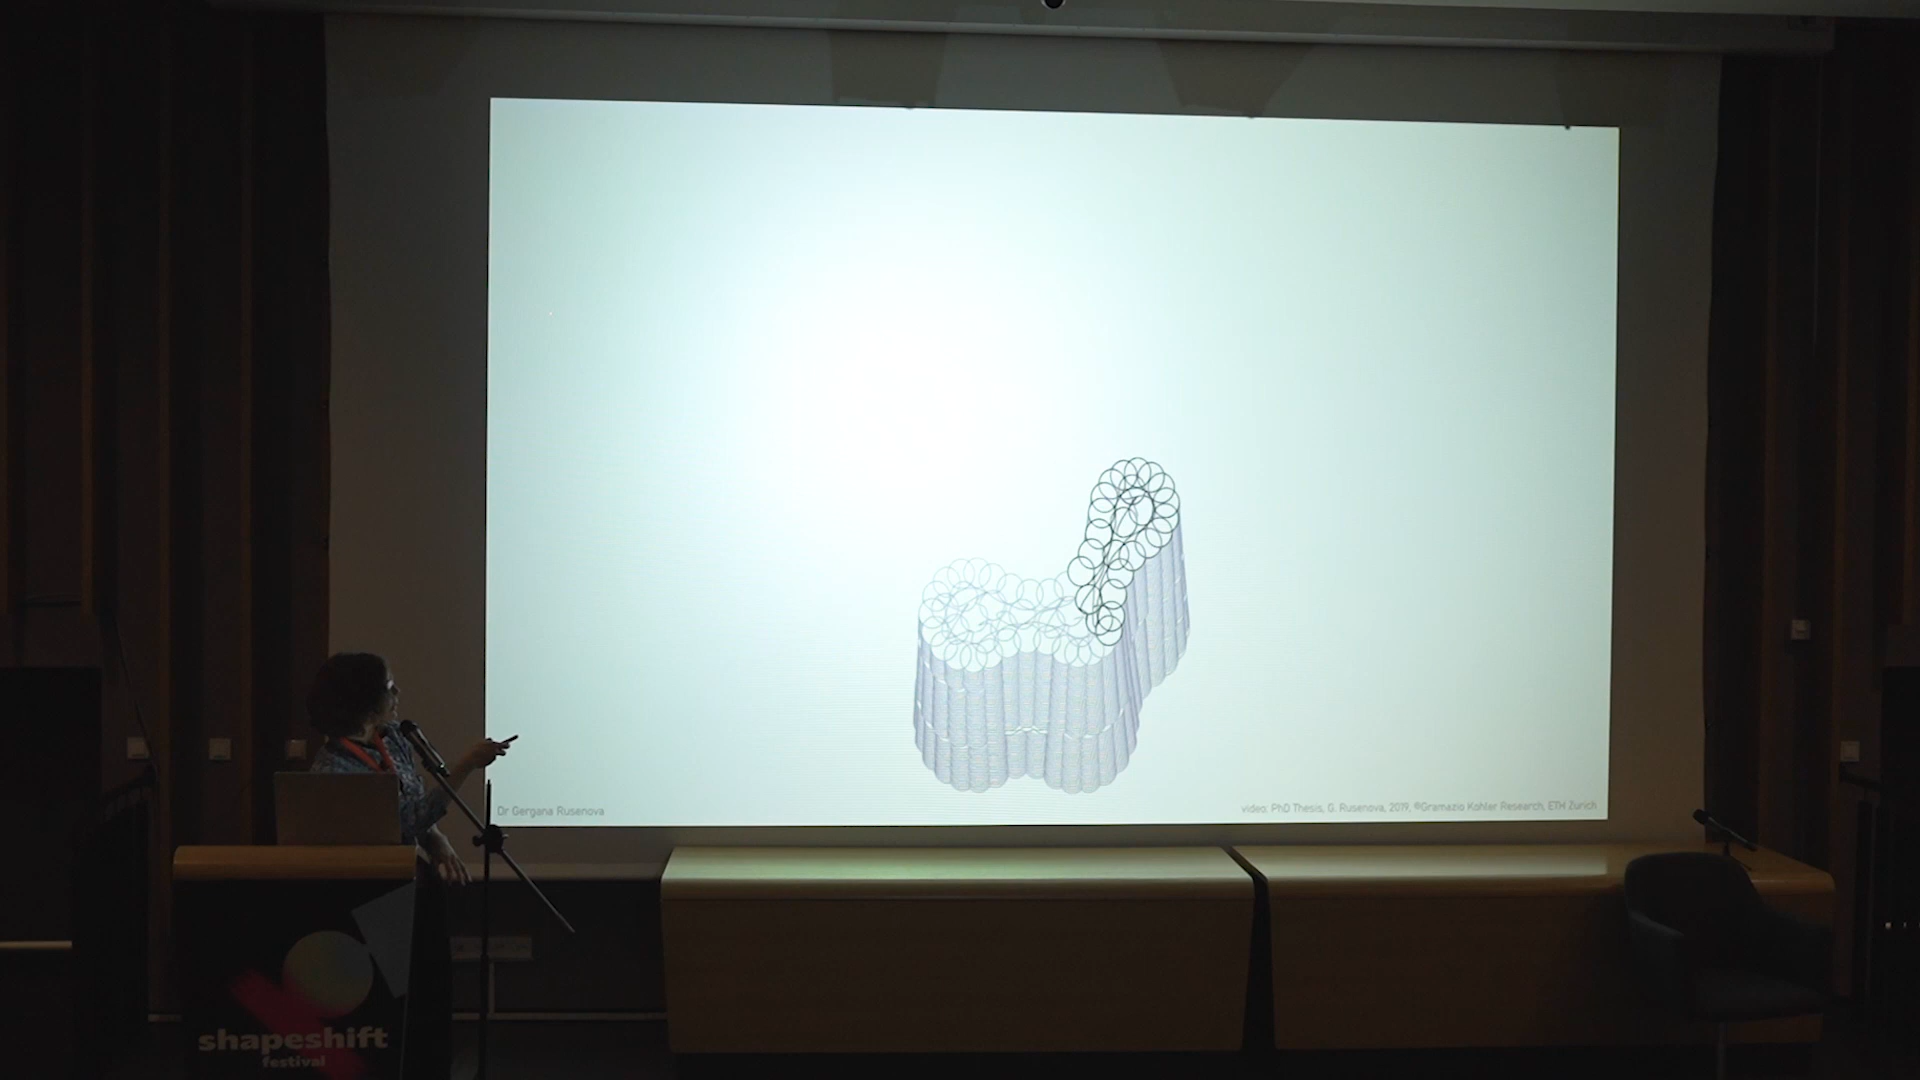 Dr Gergana Rusenova
video: PhD Thesis, G. Rusenova, 2019, ©Gramazio Kohler Research, ETH Zurich
shapeshift
festival